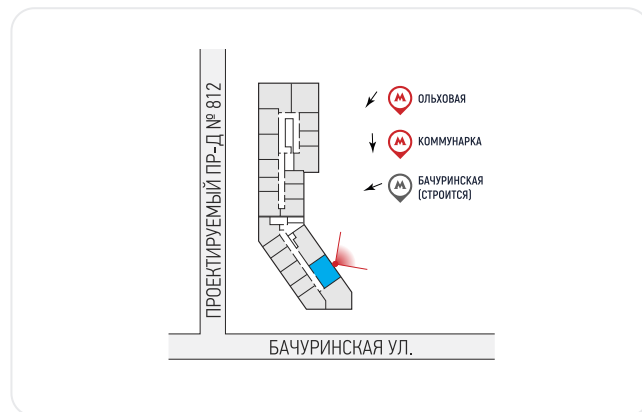 ПРОЕКТИРУЕМЫЙ ПР-Д № 812
М ОЛЬХОВАЯ
М КОММУНАРКА
М БАЧУРИНСКАЯ
(СТРОИТСЯ)
БАЧУРИНСКАЯ УЛ.